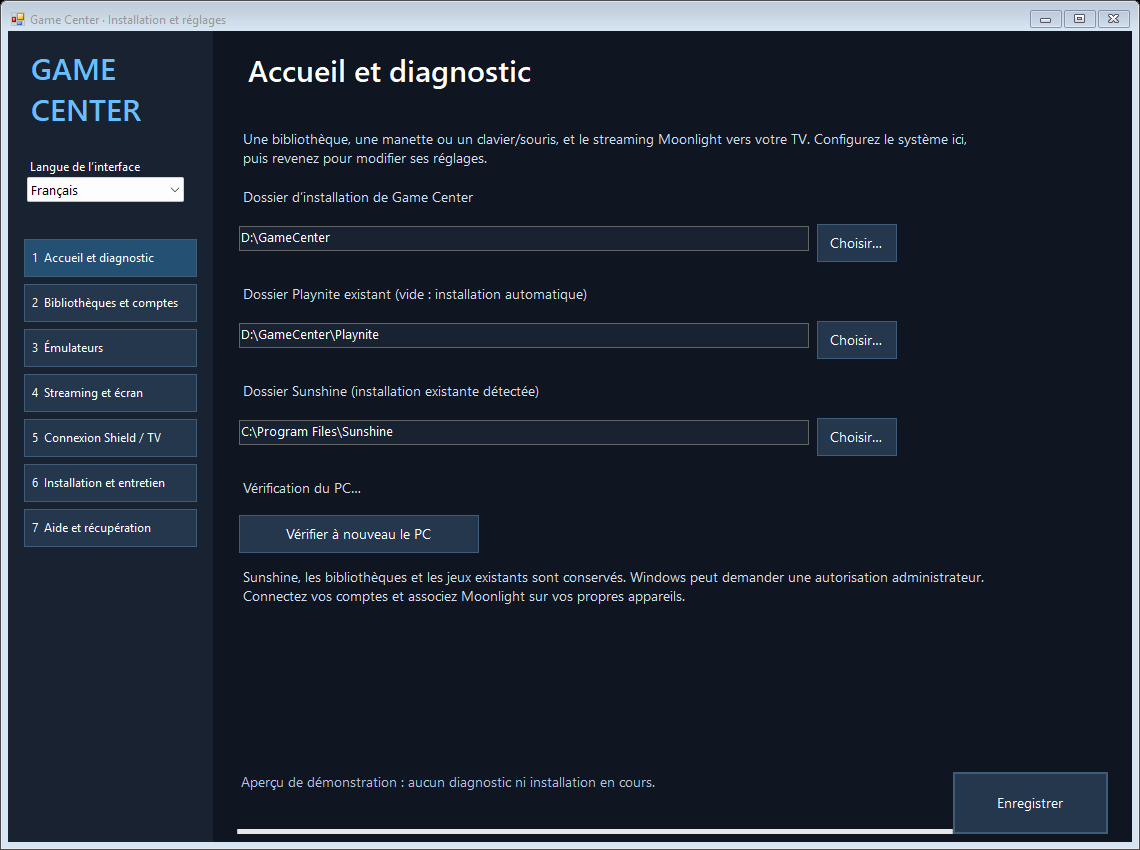 Game Center · Installation et réglages
GAME
CENTER
Langue de l’interface
Français
1 Accueil et diagnostic
2 Bibliothèques et comptes
3 Émulateurs
4 Streaming et écran
5 Connexion Shield / TV
6 Installation et entretien
7 Aide et récupération
Accueil et diagnostic
Une bibliothèque, une manette ou un clavier/souris, et le streaming Moonlight vers votre TV. Configurez le système ici,
puis revenez pour modifier ses réglages.
Dossier d’installation de Game Center
D:\GameCenter
Choisir...
Dossier Playnite existant (vide : installation automatique)
D:\GameCenter\Playnite
Choisir...
Dossier Sunshine (installation existante détectée)
C:\Program Files\Sunshine
Choisir...
Vérification du PC...
Vérifier à nouveau le PC
Sunshine, les bibliothèques et les jeux existants sont conservés. Windows peut demander une autorisation administrateur.
Connectez vos comptes et associez Moonlight sur vos propres appareils.
Aperçu de démonstration : aucun diagnostic ni installation en cours.
Enregistrer